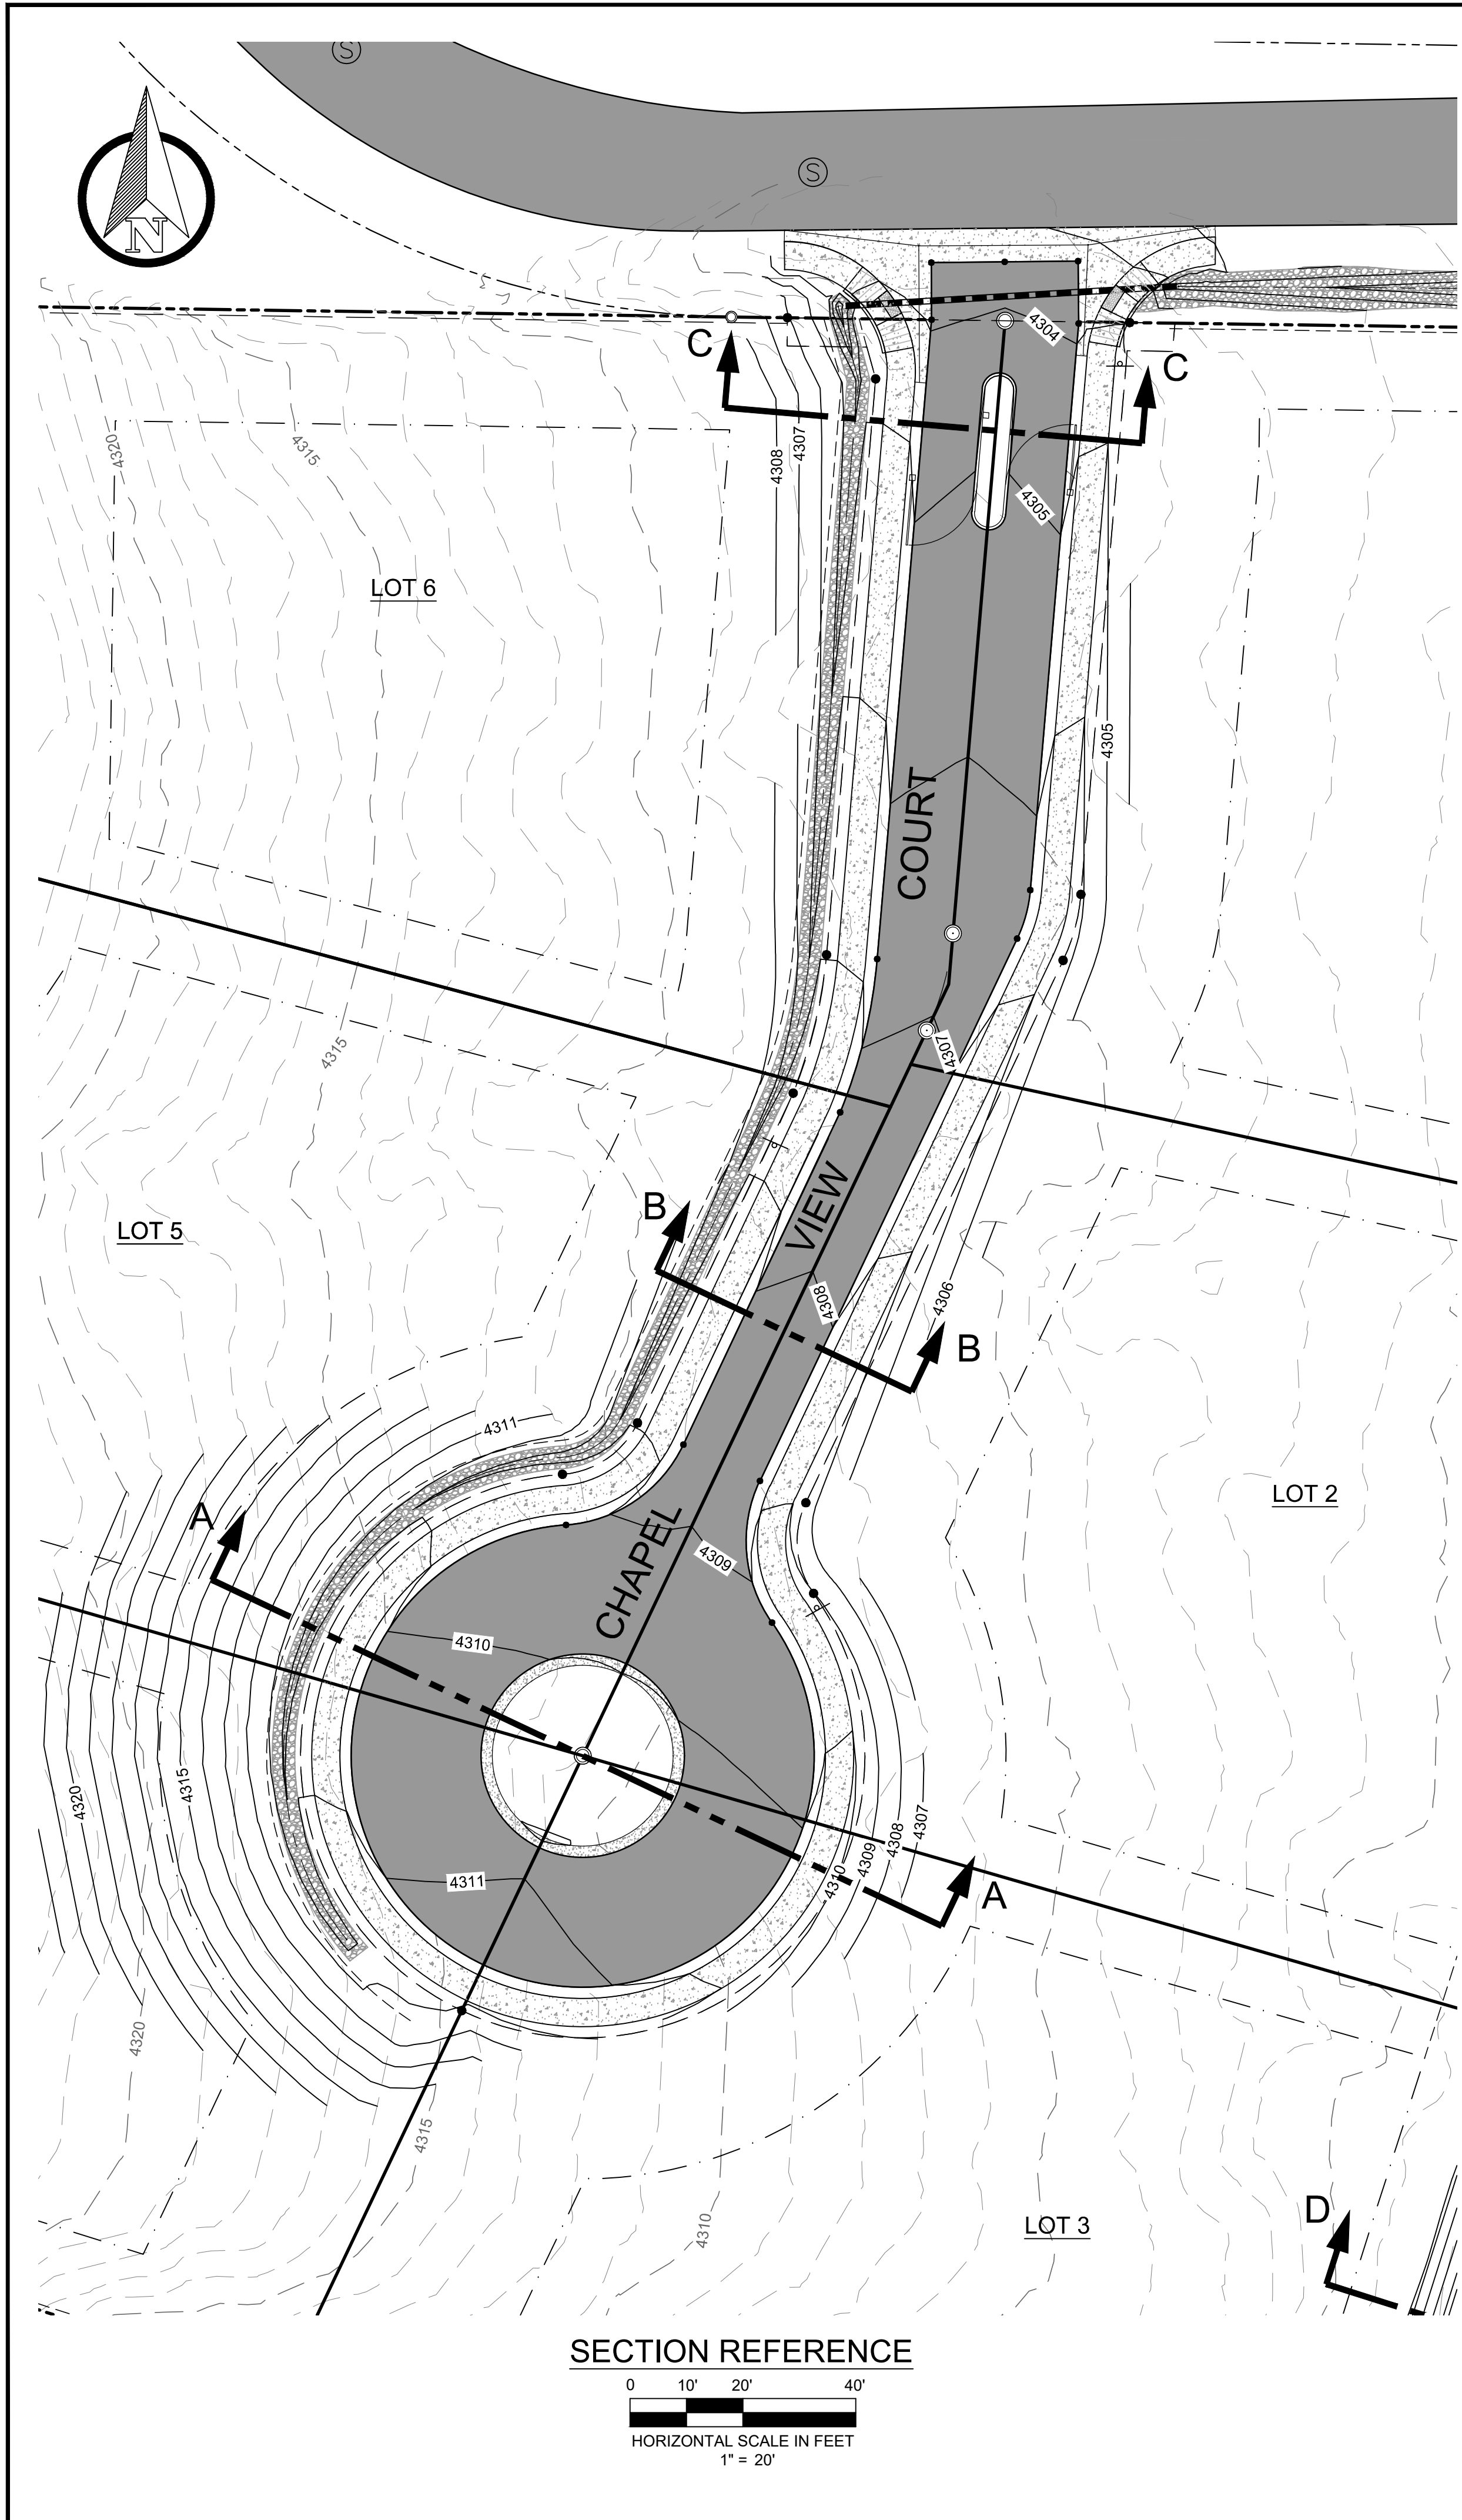 S
S
N
C
C
4304
4320
4315
4308
4307
4305
LOT 6
COURT
4305
4315
4307
LOT 5
B
VIEW
4308
4306
B
4311
A
LOT 2
CHAPEL
4309
4310
4320
4315
4311
4310
4309
4308
4307
A
4320
4315
4310
LOT 3
D
SECTION REFERENCE
0 10' 20' 40'
HORIZONTAL SCALE IN FEET
1" = 20'